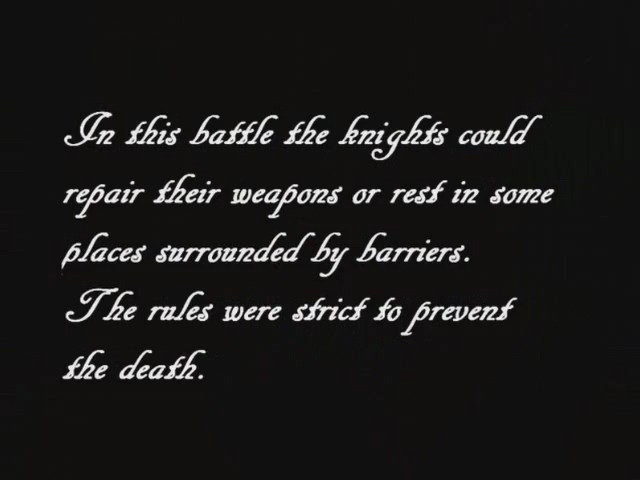 In this battle the knights could
repair their weapons or rest in some
places surrounded by barriers.
The rules were strict to prevent
the death.